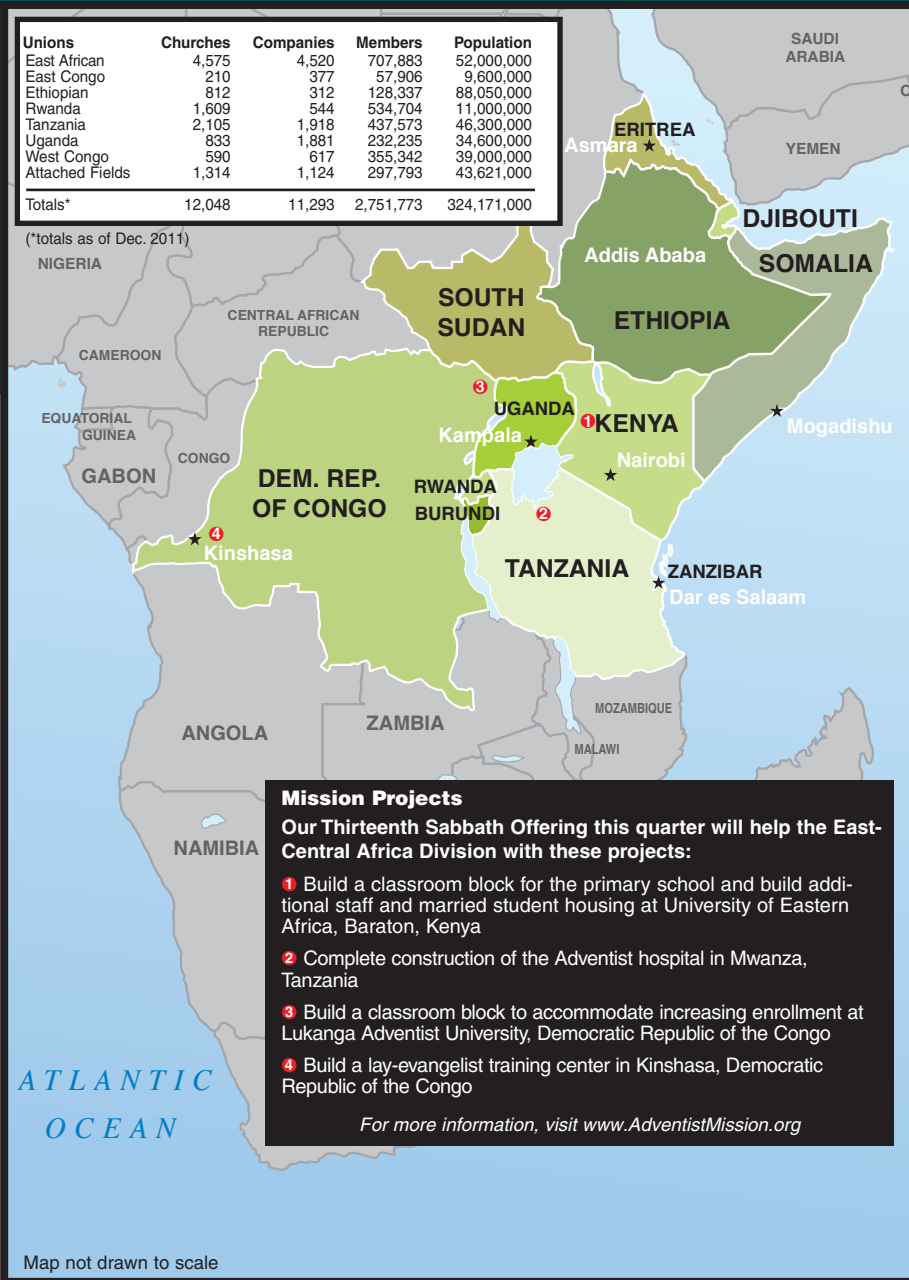 Unions Churches Companies Members Population
East African 4,575 4,520 707,883 52,000,000
East Congo 210 377 57,906 9,600,000
Ethiopian 812 312 128,337 88,050,000
Rwanda 1,609 544 534,704 11,000,000
Tanzania 2,105 1,918 437,573 46,300,000
Uganda 833 1,881 232,235 34,600,000
West Congo 590 617 355,342 39,000,000
Attached Fields 1,314 1,124 297,793 43,621,000
Totals* 12,048 11,293 2,751,773 324,171,000
(*totals as of Dec. 2011)
SAUDI
ARABIA
YEMEN
ERITREA
Asmara
DJIBOUTI
SOMALIA
Addis Ababa
ETHIOPIA
NIGERIA
SOUTH
SUDAN
CENTRAL AFRICAN
REPUBLIC
CAMEROON
EQUATORIAL
GUINEA
GABON
CONGO
3
UGANDA
Kampala
1
KENYA
Nairobi
Mogadishu
DEM. REP.
OF CONGO
RWANDA
BURUNDI
2
4
Kinshasa
TANZANIA
ZANZIBAR
Dar es Salaam
ANGOLA
ZAMBIA
MOZAMBIQUE
MALAWI
NAMIBIA
Mission Projects
Our Thirteenth Sabbath Offering this quarter will help the East-
Central Africa Division with these projects:
1 Build a classroom block for the primary school and build addi-
tional staff and married student housing at University of Eastern
Africa, Baraton, Kenya
2 Complete construction of the Adventist hospital in Mwanza,
Tanzania
3 Build a classroom block to accommodate increasing enrollment at
Lukanga Adventist University, Democratic Republic of the Congo
4 Build a lay-evangelist training center in Kinshasa, Democratic
Republic of the Congo
For more information, visit www.AdventistMission.org
ATLANTIC
OCEAN
Map not drawn to scale